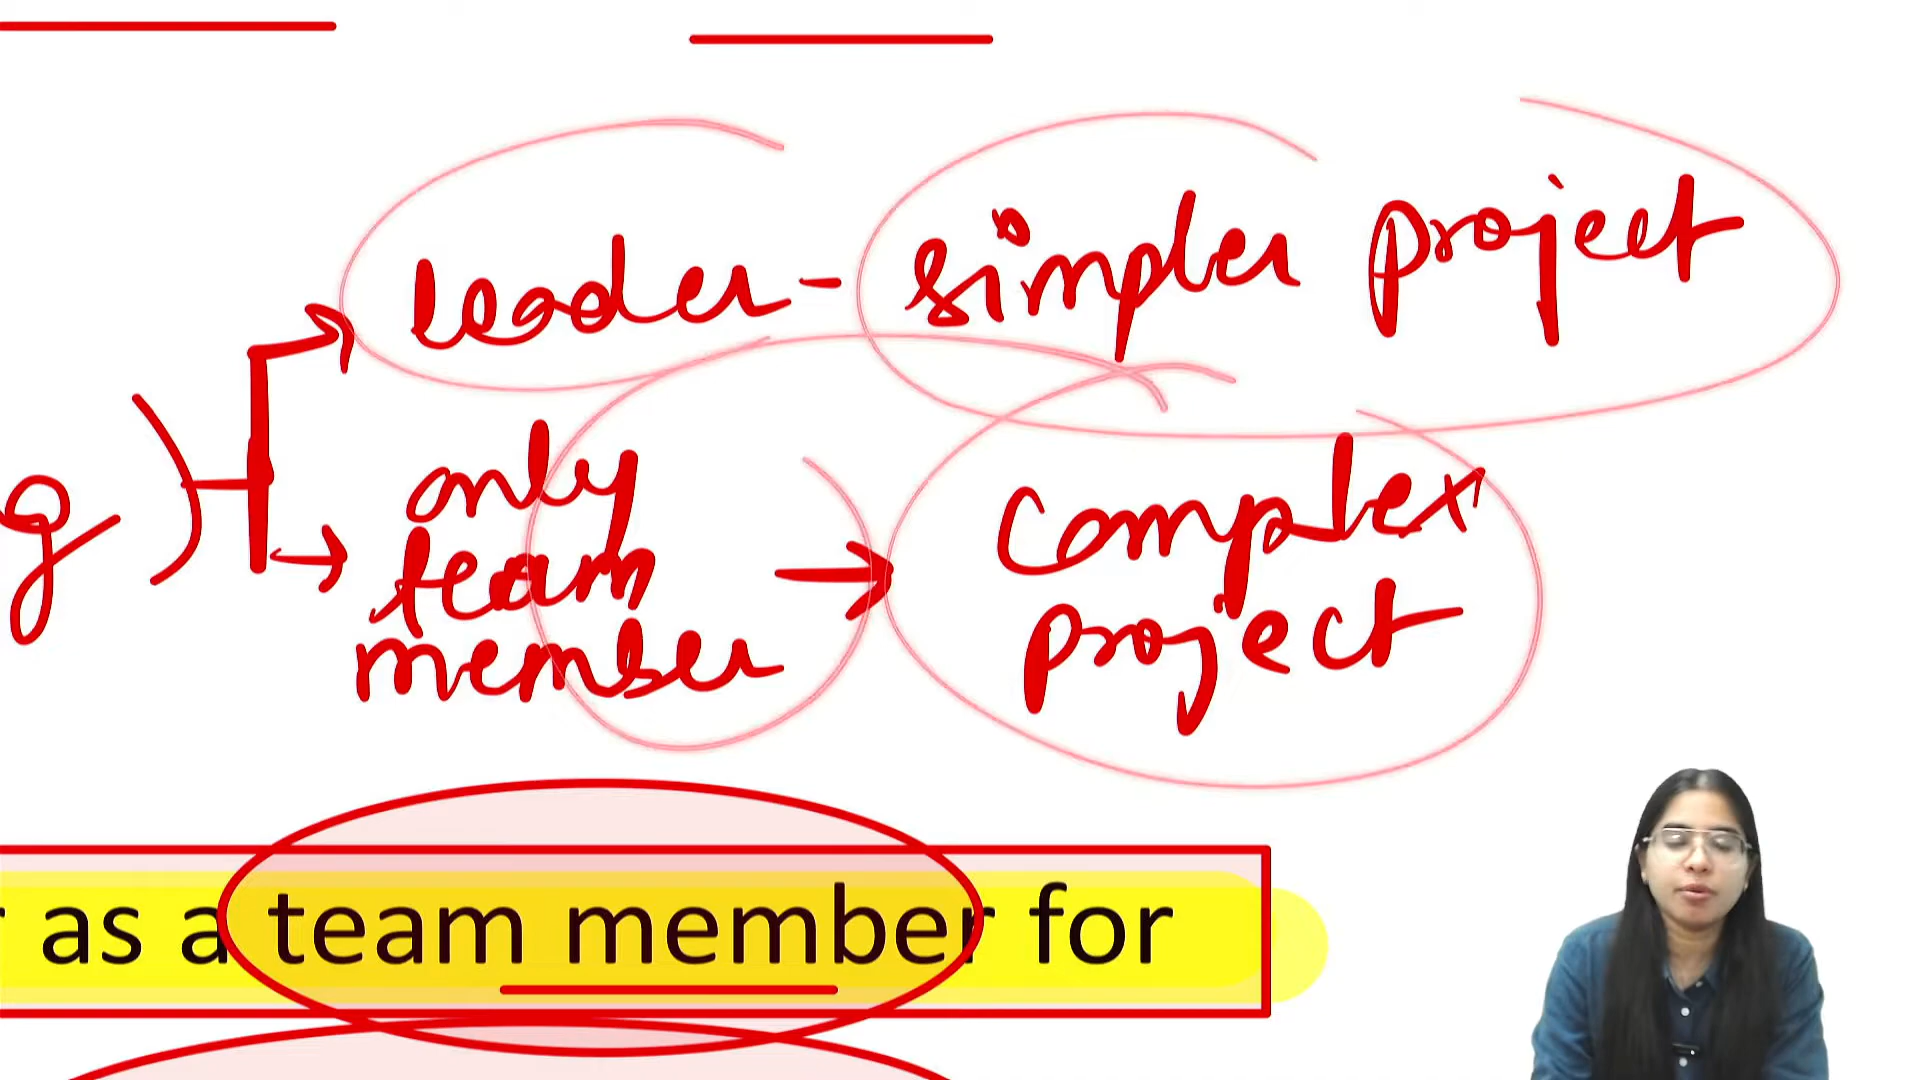 leader - simpler project
g)
only
team
member → complex
project
as a team member for